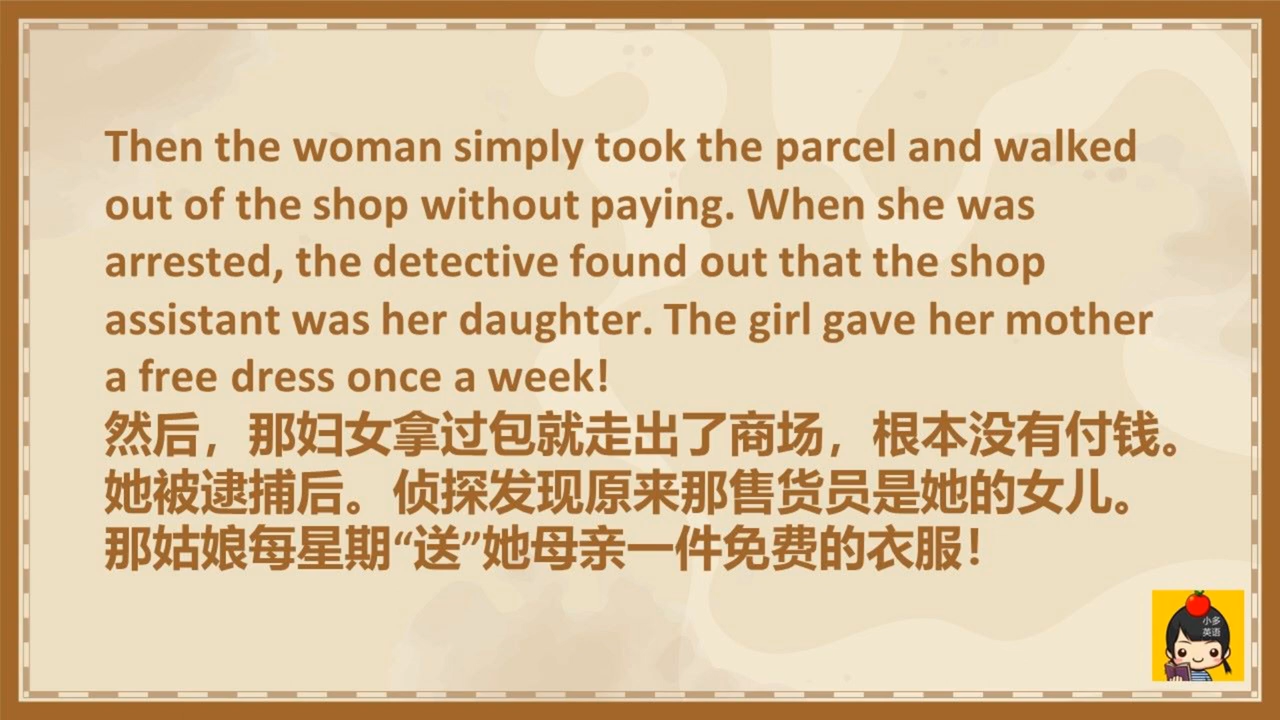 Then the woman simply took the parcel and walked
out of the shop without paying. When she was
arrested, the detective found out that the shop
assistant was her daughter. The girl gave her mother
a free dress once a week!
然后，那妇女拿过包就走出了商场，根本没有付钱。
她被逮捕后。侦探发现原来那售货员是她的女儿。
那姑娘每星期“送”她母亲一件免费的衣服！
小多
英语